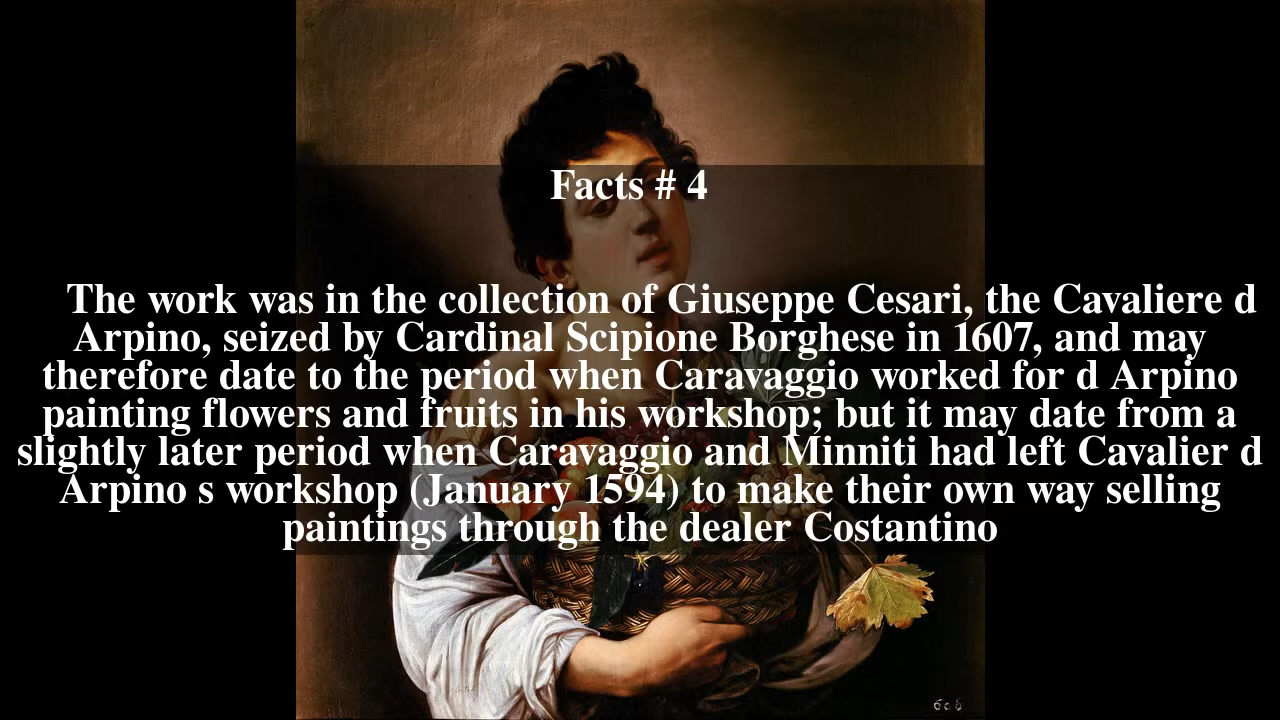 Facts # 4
The work was in the collection of Giuseppe Cesari, the Cavaliere d
Arpino, seized by Cardinal Scipione Borghese in 1607, and may
therefore date to the period when Caravaggio worked for d Arpino
painting flowers and fruits in his workshop; but it may date from a
slightly later period when Caravaggio and Minniti had left Cavalier d
Arpino s workshop (January 1594) to make their own way selling
paintings through the dealer Costantino
606